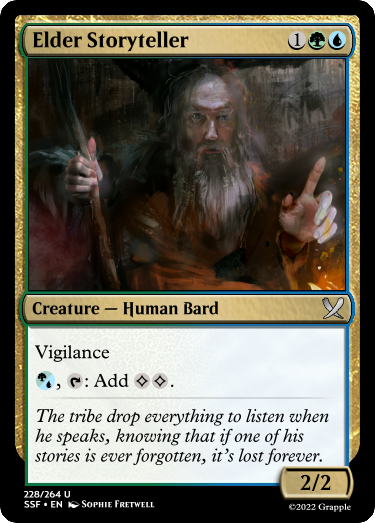 Elder Storyteller 1
Creature — Human Bard
Vigilance
, : Add .
The tribe drop everything to listen when
he speaks, knowing that if one of his
stories is ever forgotten, it's lost forever.
2/2
228/264 U
SSF • EN Sophie Fretwell
©2022 Grapple